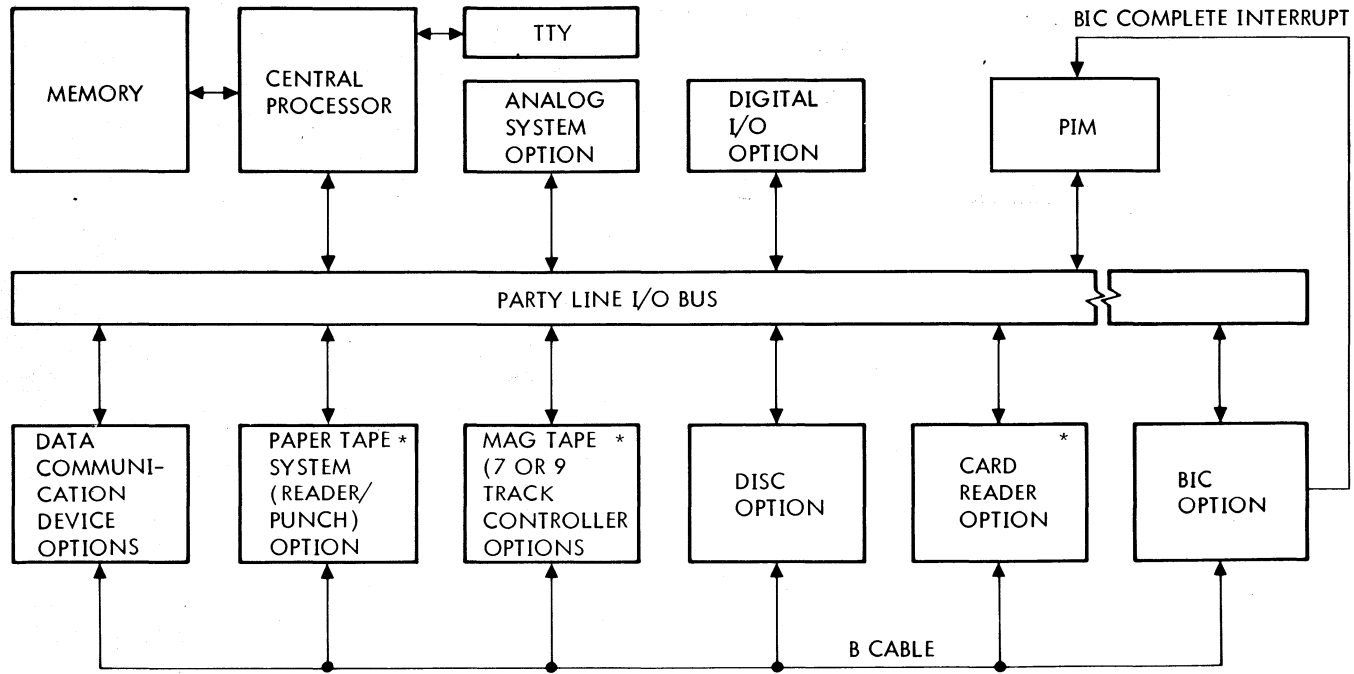 BIC COMPLETE INTERRUPT
MEMORY
CENTRAL
PROCESSOR
TTY
ANALOG
SYSTEM
OPTION
DIGITAL
I/O
OPTION
PIM
PARTY LINE I/O BUS
DATA
COMMUNI-
CATION
DEVICE
OPTIONS
PAPER TAPE *
SYSTEM
(READER/
PUNCH)
OPTION
MAG TAPE *
(7 OR 9
TRACK
CONTROLLER
OPTIONS
DISC
OPTION
*
CARD
READER
OPTION
BIC
OPTION
B CABLE